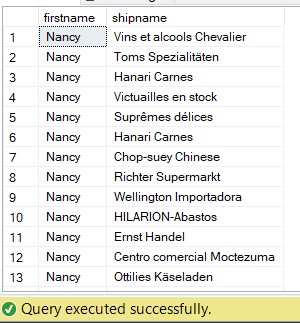 firstname shipname
1 Nancy Vins et alcools Chevalier
2 Nancy Toms Spezialitäten
3 Nancy Hanari Carnes
4 Nancy Victuailles en stock
5 Nancy Suprêmes délices
6 Nancy Hanari Carnes
7 Nancy Chop-suey Chinese
8 Nancy Richter Supermarkt
9 Nancy Wellington Importadora
10 Nancy HILARION-Abastos
11 Nancy Ernst Handel
12 Nancy Centro comercial Moctezuma
13 Nancy Ottilies Käseladen
Query executed successfully.